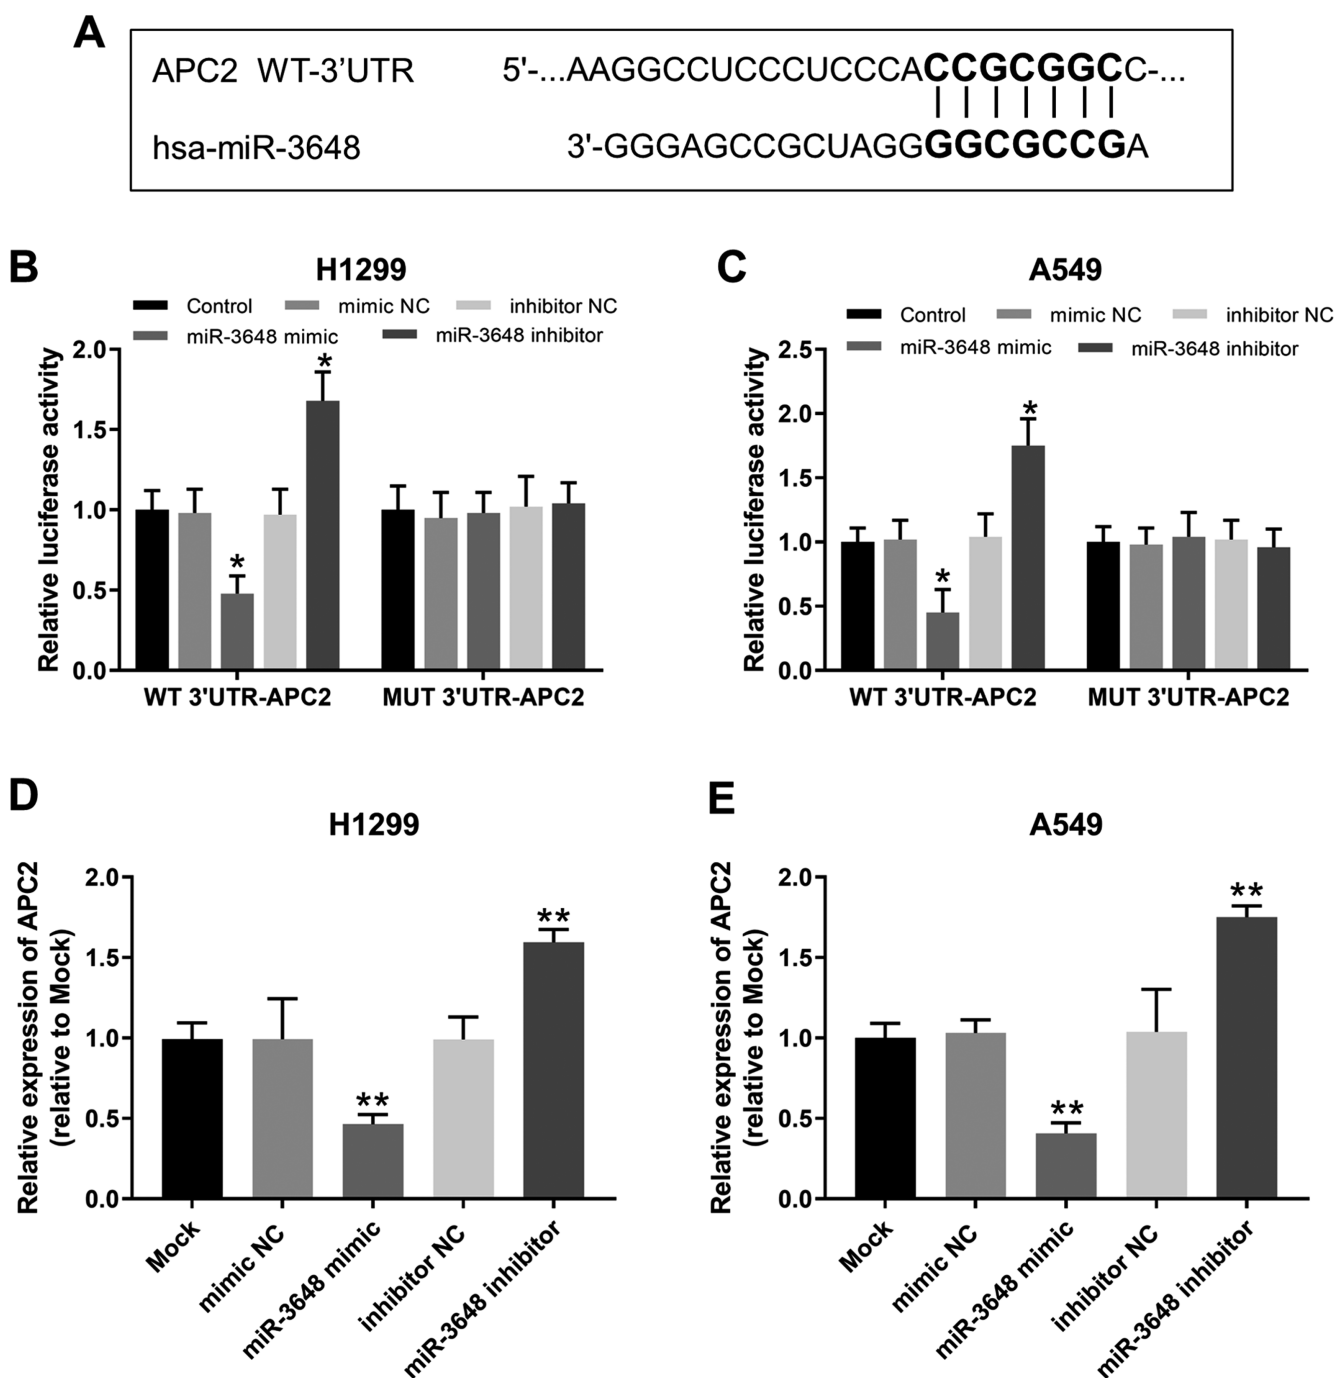 A
APC2 WT-3'UTR 5'-...AAGGCCUCCCUCCCACCGCGGCC-...
hsa-miR-3648 3'-GGGAGCCGCUAGGGGCGCCGA
B
H1299
Control mimic NC inhibitor NC
miR-3648 mimic miR-3648 inhibitor
Relative luciferase activity
2.0
1.5
1.0
0.5
0.0
*
*
WT 3'UTR-APC2 MUT 3'UTR-APC2
C
A549
Control mimic NC inhibitor NC
miR-3648 mimic miR-3648 inhibitor
Relative luciferase activity
2.5
2.0
1.5
1.0
0.5
0.0
*
*
WT 3'UTR-APC2 MUT 3'UTR-APC2
D
H1299
Relative expression of APC2
(relative to Mock)
2.0
1.5
1.0
0.5
0.0
**
**
Mock
mimic NC
miR-3648 mimic
inhibitor NC
miR-3648 inhibitor
E
A549
Relative expression of APC2
(relative to Mock)
2.0
1.5
1.0
0.5
0.0
**
**
Mock
mimic NC
miR-3648 mimic
inhibitor NC
miR-3648 inhibitor